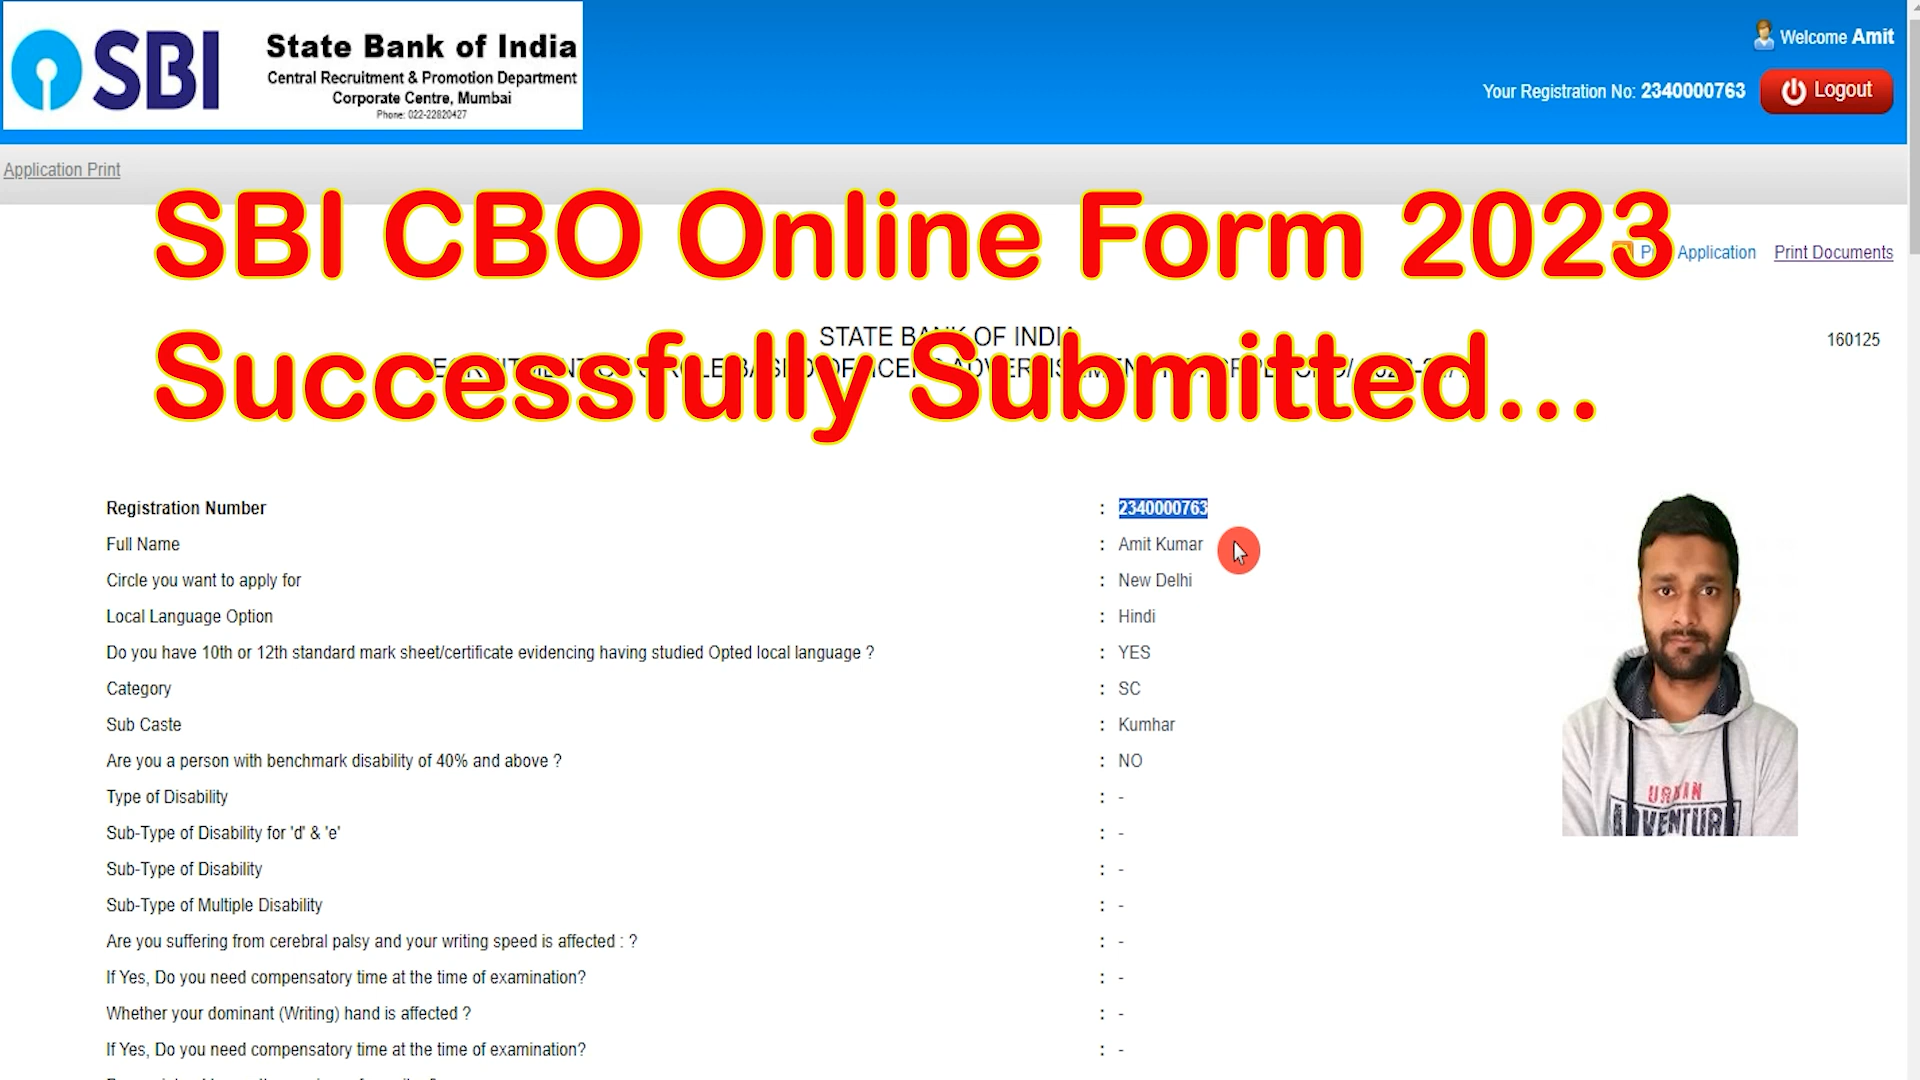 SBI
State Bank of India
Central Recruitment & Promotion Department
Corporate Centre, Mumbai
Phone: 022-22820427
Welcome Amit
Your Registration No: 2340000763
Logout
Application Print
SBI CBO Online Form 2023
Application Print Documents
STATE BANK OF INDIA
160125
Successfully Submitted...
Registration Number : 2340000763
Full Name : Amit Kumar
Circle you want to apply for : New Delhi
Local Language Option : Hindi
Do you have 10th or 12th standard mark sheet/certificate evidencing having studied Opted local language ? : YES
Category : SC
Sub Caste : Kumhar
Are you a person with benchmark disability of 40% and above ? : NO
Type of Disability : -
Sub-Type of Disability for 'd' & 'e' : -
Sub-Type of Disability : -
Sub-Type of Multiple Disability : -
Are you suffering from cerebral palsy and your writing speed is affected : ? : -
If Yes, Do you need compensatory time at the time of examination? : -
Whether your dominant (Writing) hand is affected ? : -
If Yes, Do you need compensatory time at the time of examination? : -
URBAN
ADVENTURE